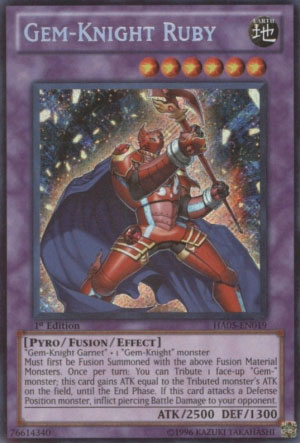 GEM-KNIGHT RUBY
EARTH
地
1st Edition
HA05-EN049
[PYRO/FUSION/EFFECT]
"Gem-Knight Garnet" + 1 "Gem-Knight" monster
Must first be Fusion Summoned with the above Fusion Material
Monsters. Once per turn: You can Tribute 1 face-up "Gem-"
monster; this card gains ATK equal to the Tributed monster's ATK
on the field, until the End Phase. If this card attacks a Defense
Position monster, inflict piercing Battle Damage to your opponent.
ATK/2500 DEF/1300
76614340
©1996 KAZUKI TAKAHASHI